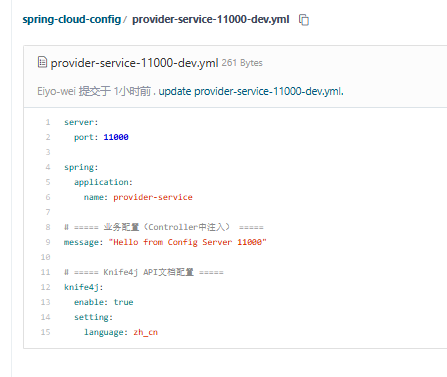 spring-cloud-config / provider-service-11000-dev.yml
provider-service-11000-dev.yml 261 Bytes
Eiyo-wei 提交于 1小时前 . update provider-service-11000-dev.yml.
1 server:
2   port: 11000
3
4 spring:
5   application:
6     name: provider-service
7
8 # ===== 业务配置（Controller中注入） =====
9 message: "Hello from Config Server 11000"
10
11 # ===== Knife4j API文档配置 =====
12 knife4j:
13   enable: true
14   setting:
15     language: zh_cn